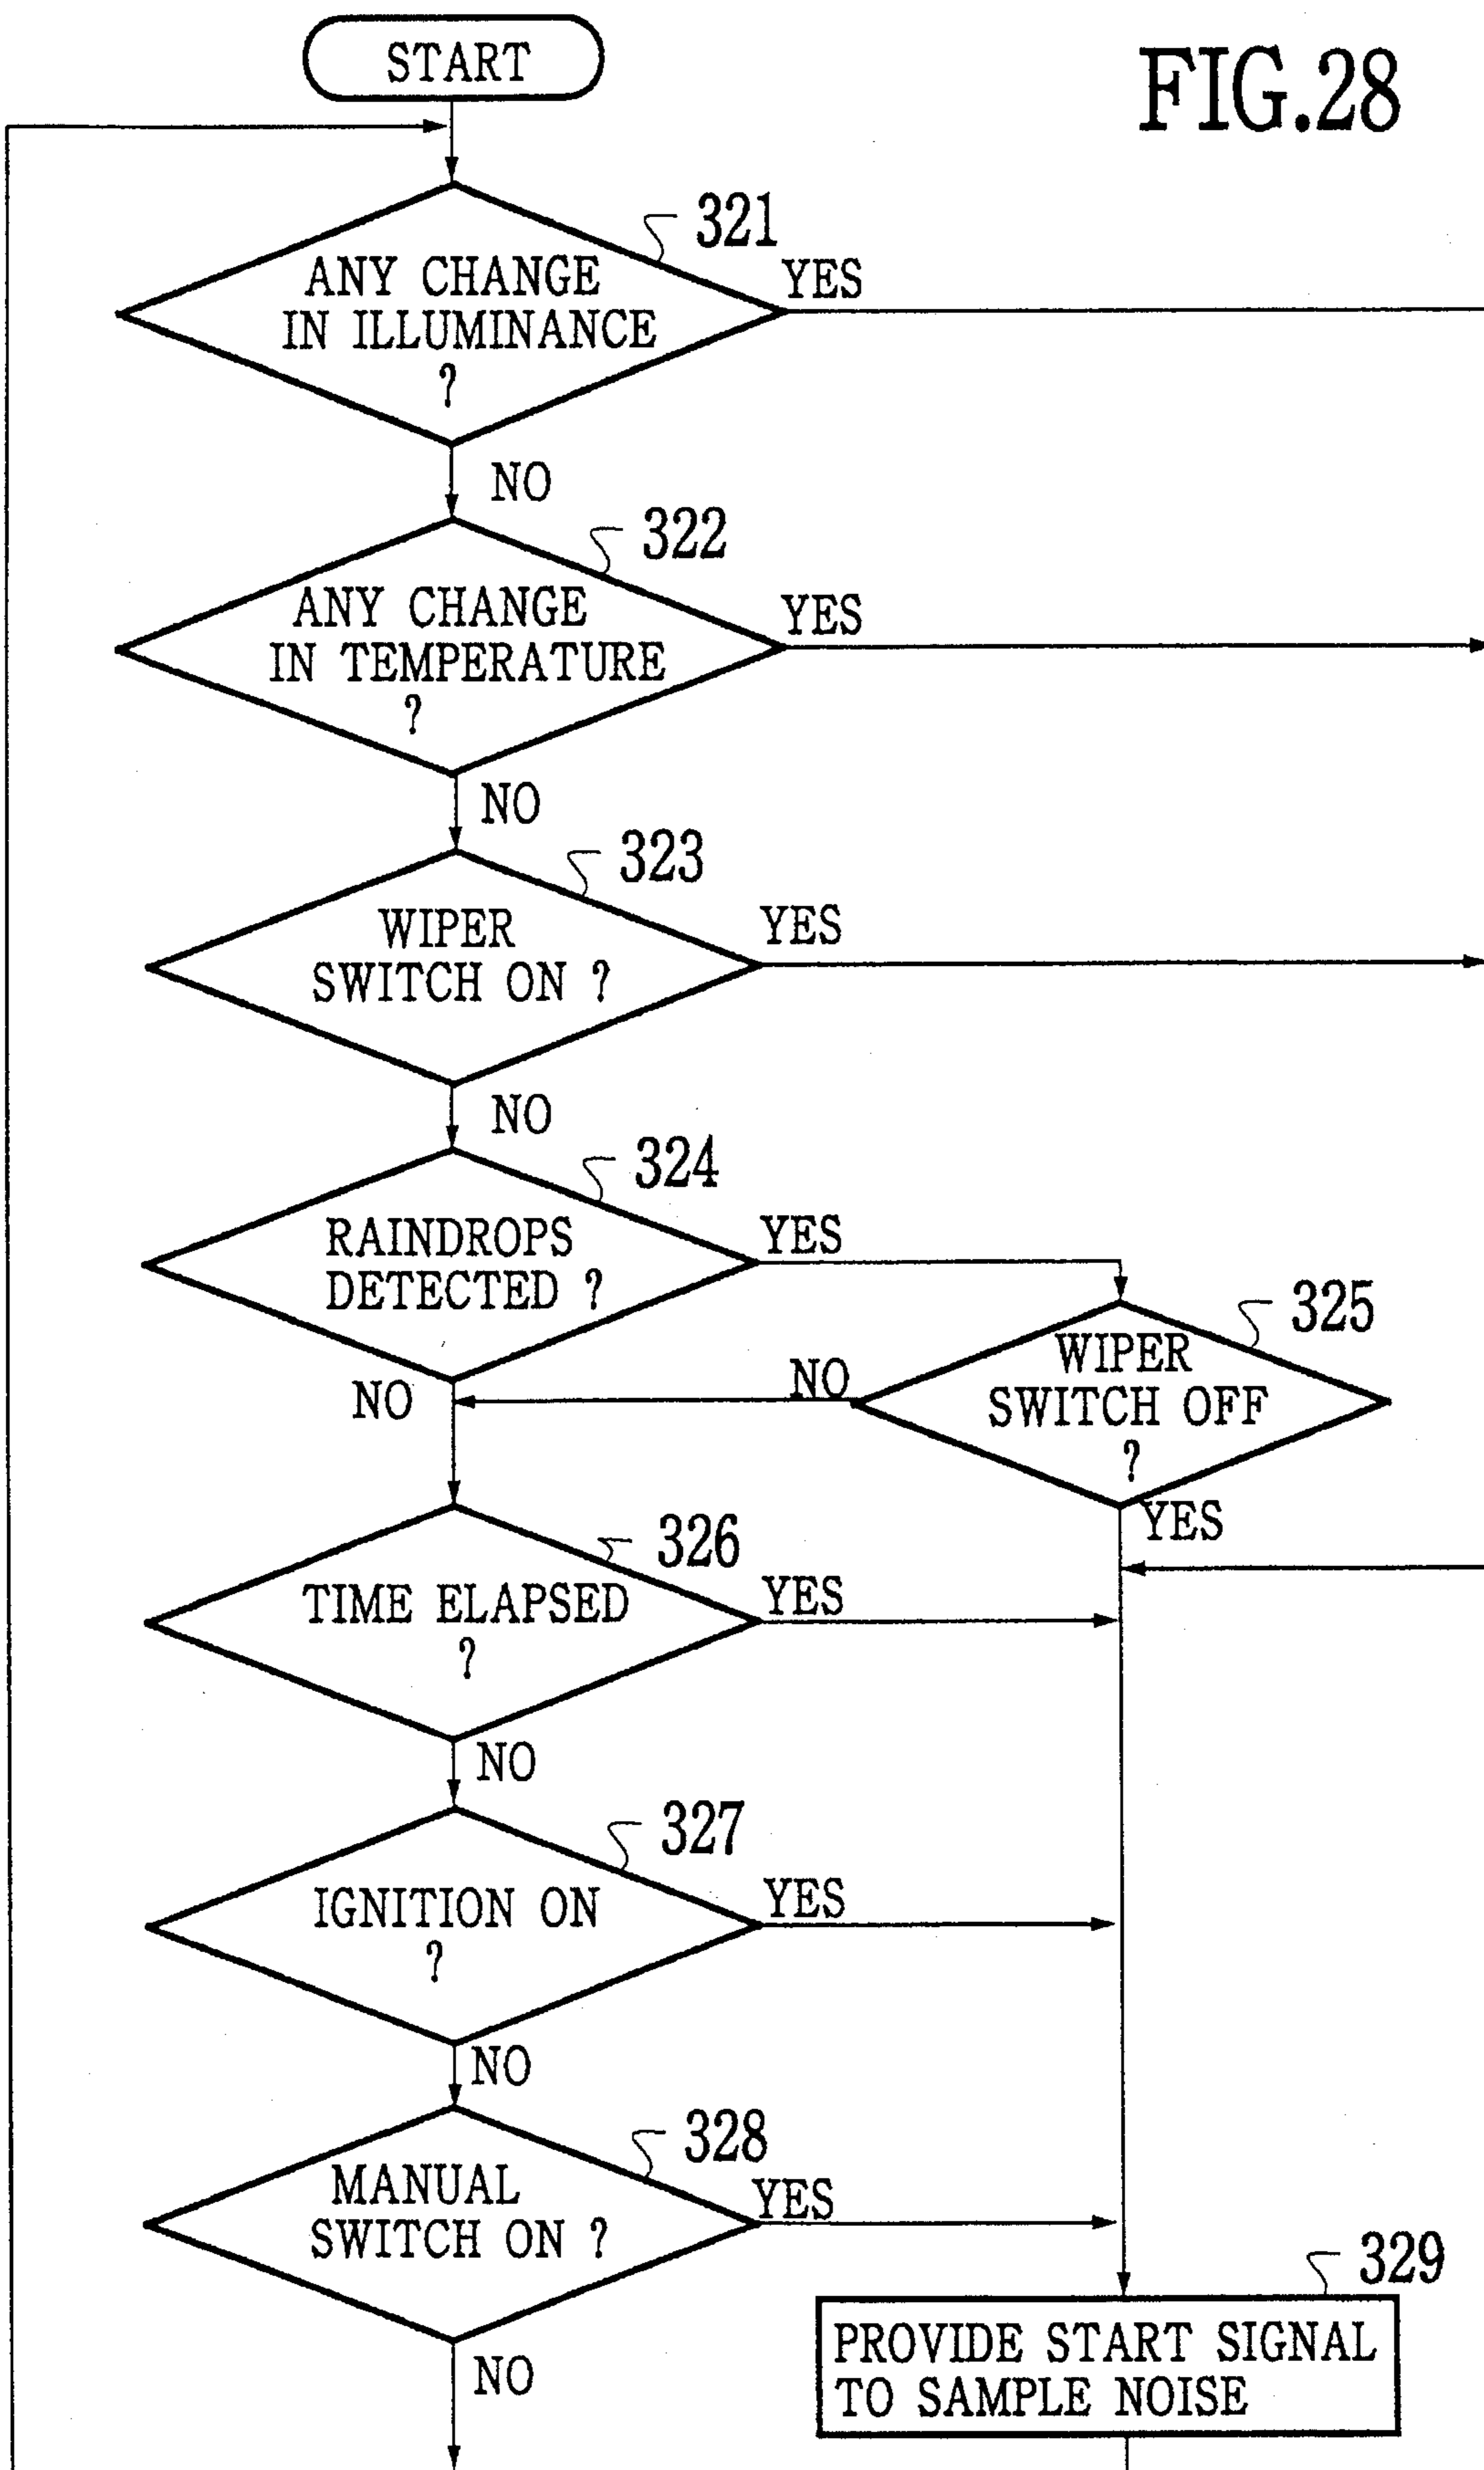 START
FIG.28
321
ANY CHANGE
IN ILLUMINANCE
?
YES
NO
322
ANY CHANGE
IN TEMPERATURE
?
YES
NO
323
WIPER
SWITCH ON ?
YES
NO
324
RAINDROPS
DETECTED ?
YES
NO
325
WIPER
SWITCH OFF
?
NO
YES
326
TIME ELAPSED
?
YES
NO
327
IGNITION ON
?
YES
NO
328
MANUAL
SWITCH ON ?
YES
NO
329
PROVIDE START SIGNAL
TO SAMPLE NOISE